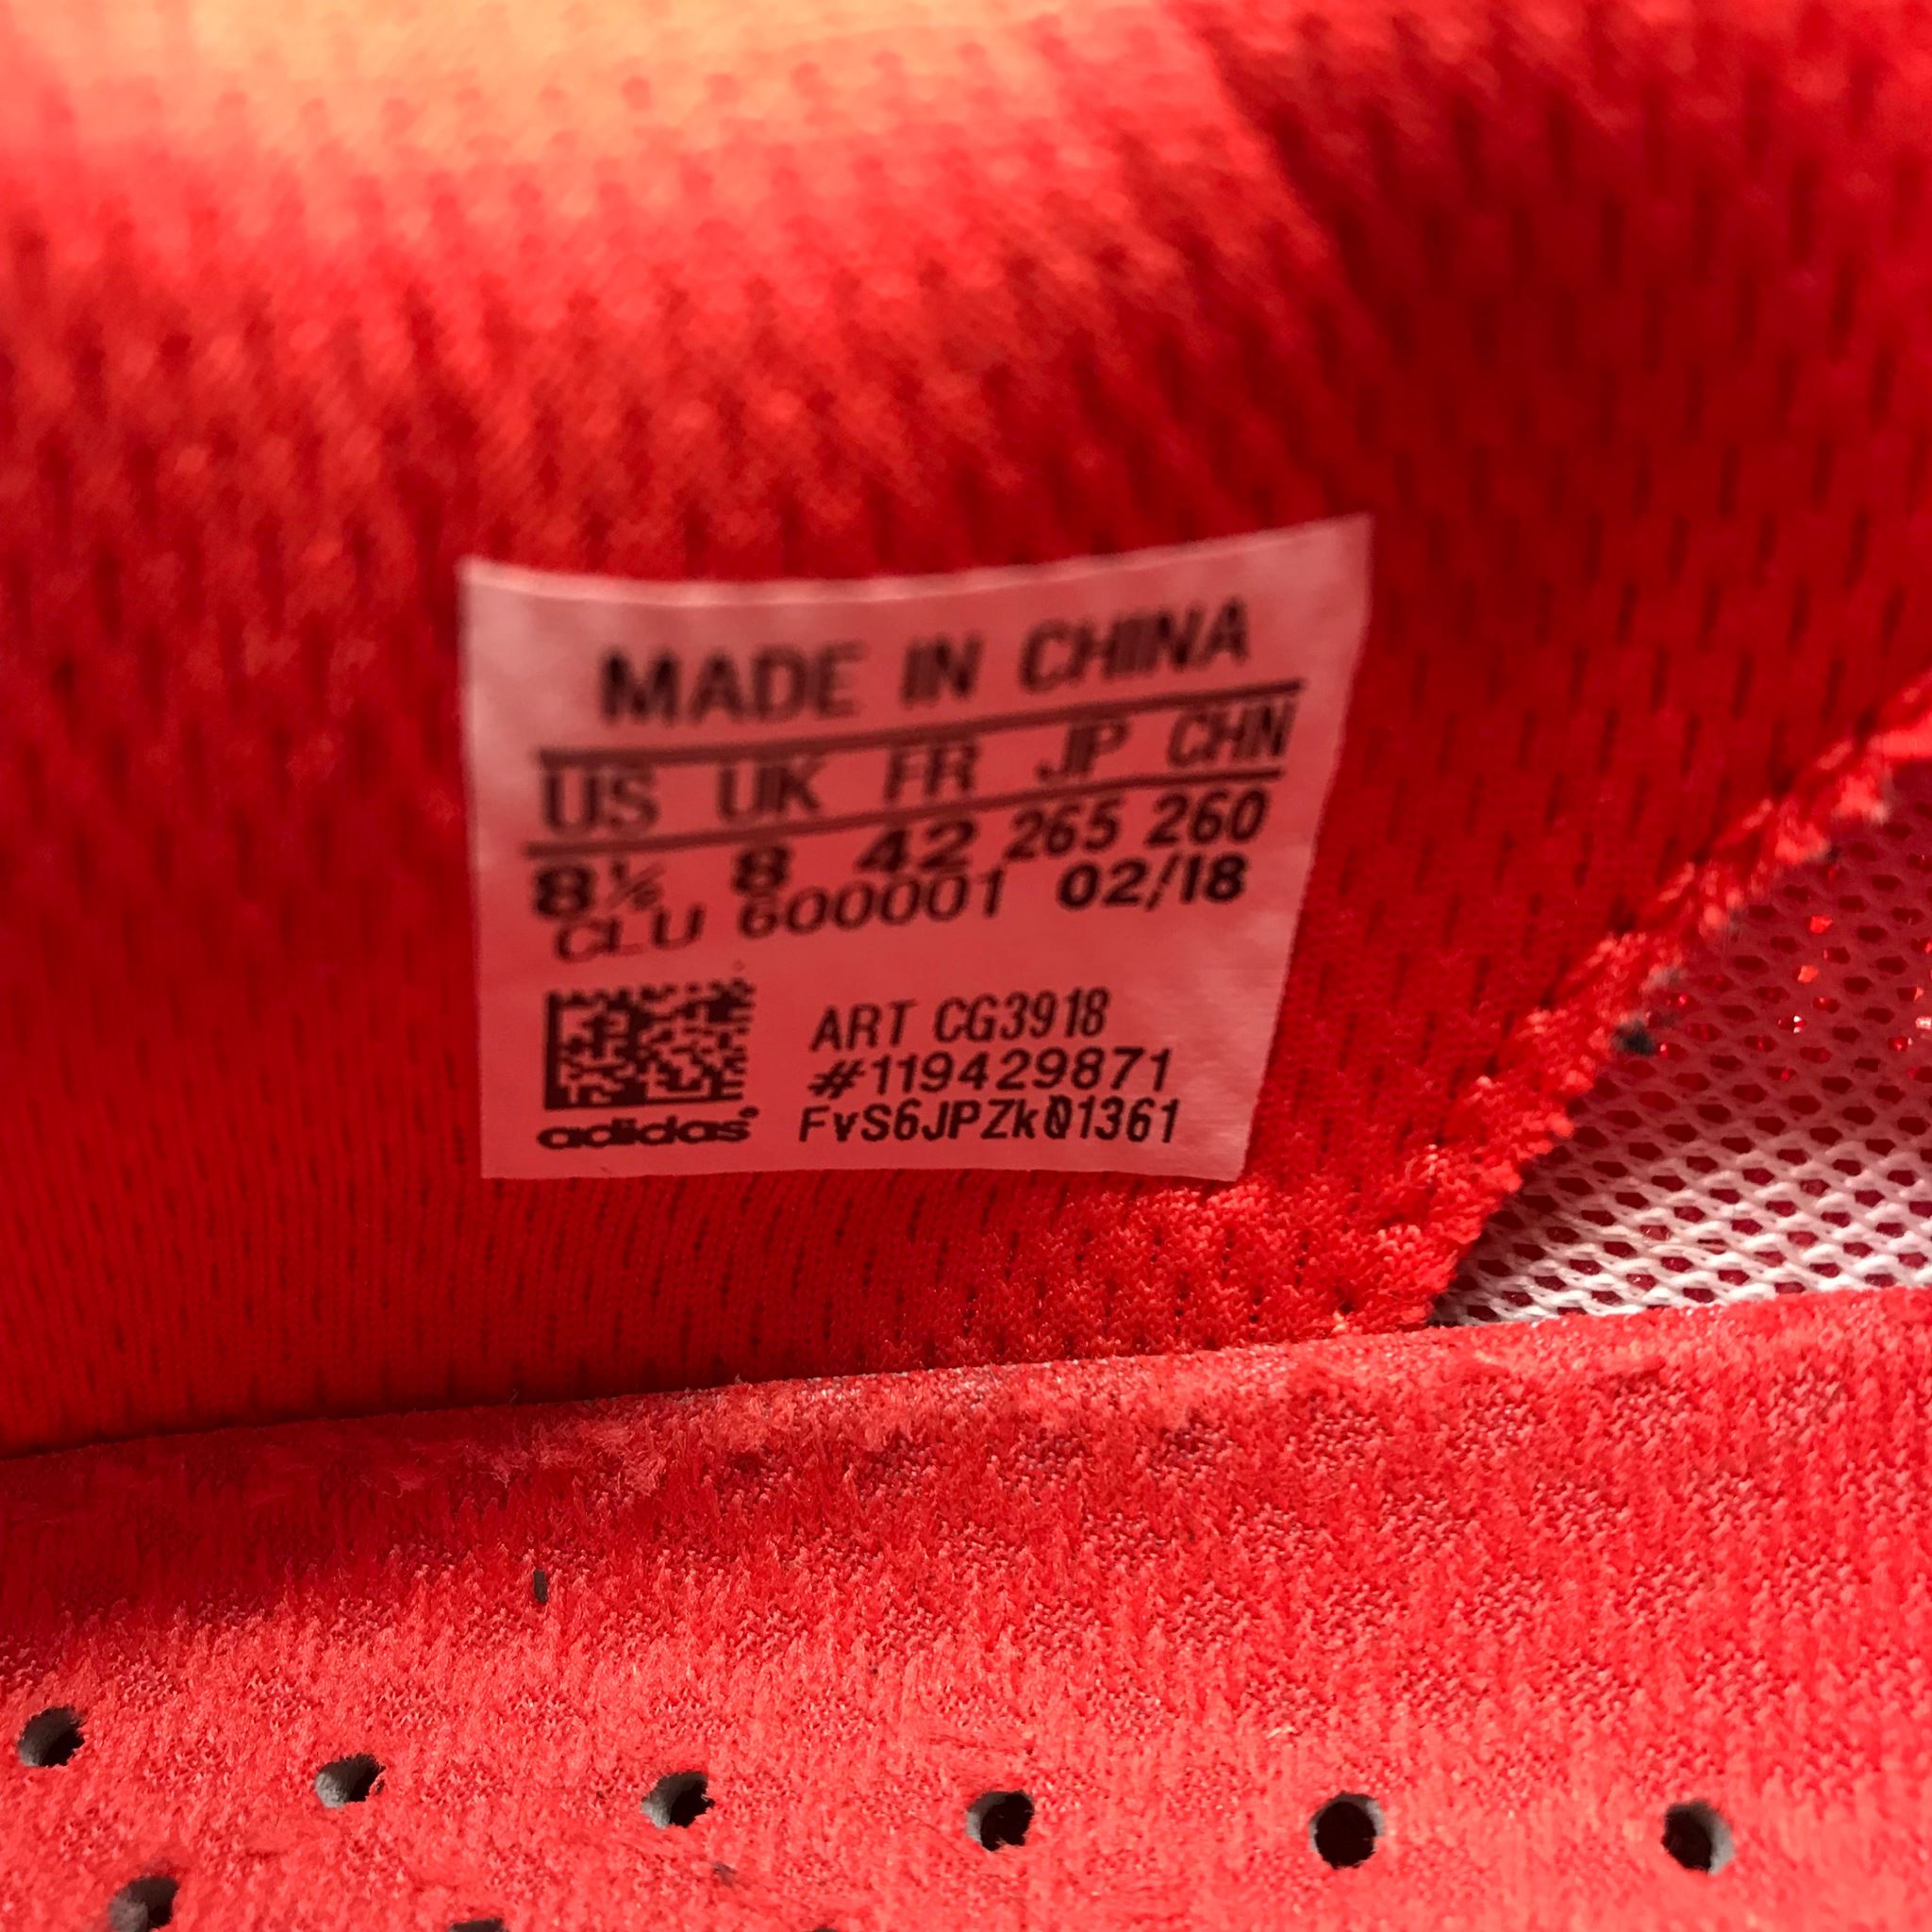 MADE IN CHINA
US UK FR JP CHN
8½ 8 42 265 260
CLU 600001 02/18
ART CG3918
#119429871
FvS6JPZk01361
adidas®